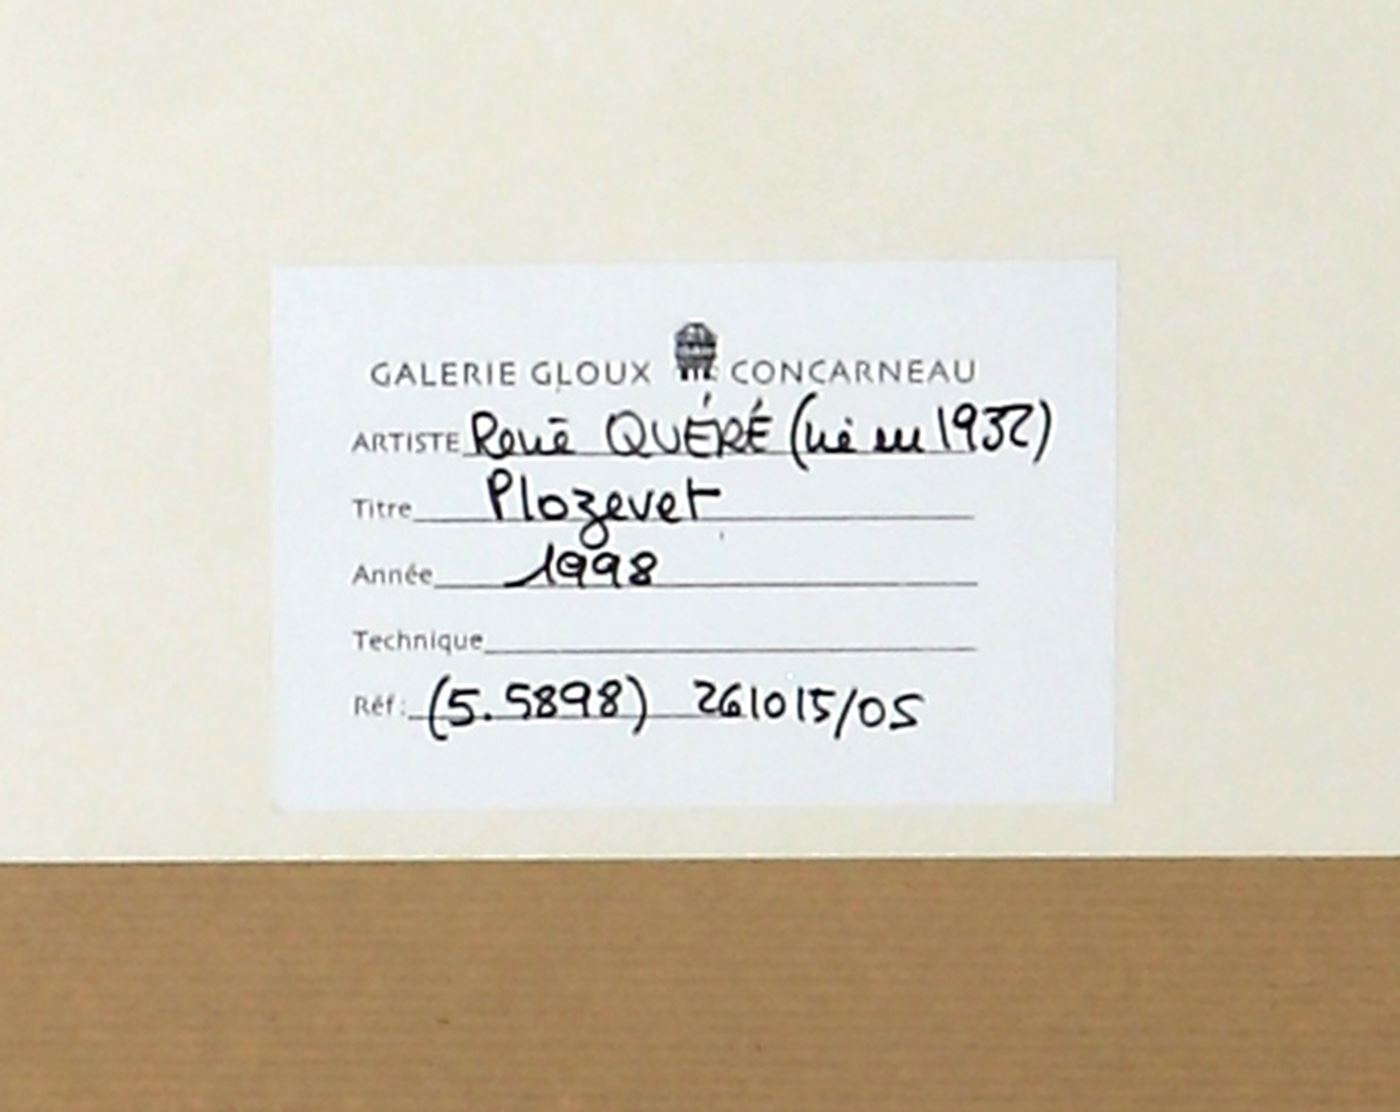 GALERIE GLOUX CONCARNEAU
ARTISTE René QUÉRÉ (né en 1932)
Titre Plozevet
Année 1998
Technique
Réf: (5.5898) 261015/05